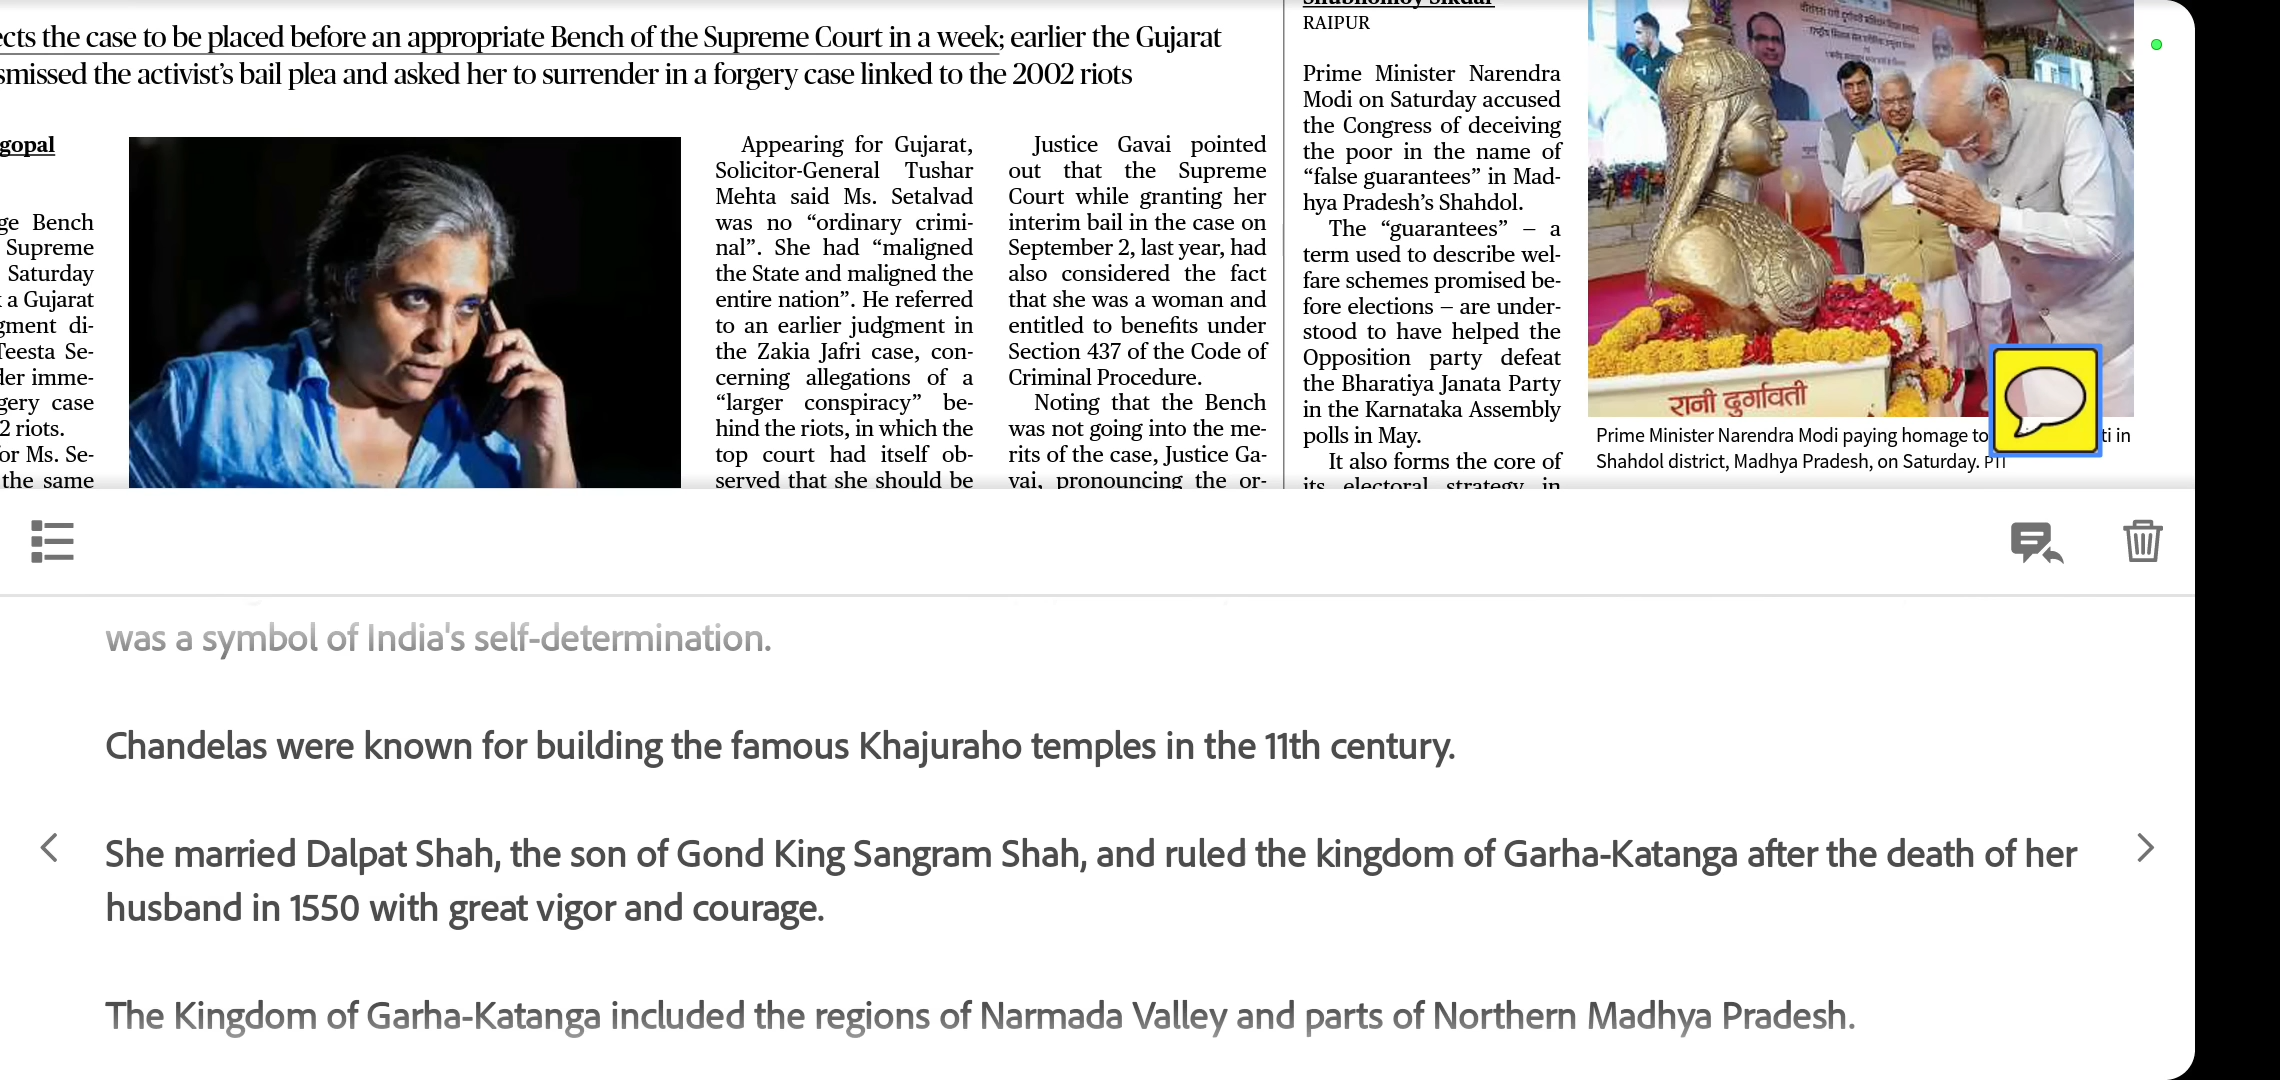 ects the case to be placed before an appropriate Bench of the Supreme Court in a week; earlier the Gujarat
smissed the activist's bail plea and asked her to surrender in a forgery case linked to the 2002 riots
gopal
ge Bench
Supreme
Saturday
a Gujarat
gment di-
Teesta Se-
der imme-
gery case
2 riots.
or Ms. Se-
the same
Appearing for Gujarat,
Solicitor-General Tushar
Mehta said Ms. Setalvad
was no “ordinary crimi-
nal”. She had “maligned
the State and maligned the
entire nation”. He referred
to an earlier judgment in
the Zakia Jafri case, con-
cerning allegations of a
“larger conspiracy” be-
hind the riots, in which the
top court had itself ob-
served that she should be
Justice Gavai pointed
out that the Supreme
Court while granting her
interim bail in the case on
September 2, last year, had
also considered the fact
that she was a woman and
entitled to benefits under
Section 437 of the Code of
Criminal Procedure.
Noting that the Bench
was not going into the me-
rits of the case, Justice Ga-
vai, pronouncing the or-
Shubhomoy Sikdar
RAIPUR
Prime Minister Narendra
Modi on Saturday accused
the Congress of deceiving
the poor in the name of
“false guarantees” in Mad-
hya Pradesh's Shahdol.
The “guarantees” — a
term used to describe wel-
fare schemes promised be-
fore elections — are under-
stood to have helped the
Opposition party defeat
the Bharatiya Janata Party
in the Karnataka Assembly
polls in May.
It also forms the core of
its electoral strategy in
रानी दुर्गावती
Prime Minister Narendra Modi paying homage to ti in
Shahdol district, Madhya Pradesh, on Saturday. PTI
was a symbol of India's self-determination.
Chandelas were known for building the famous Khajuraho temples in the 11th century.
She married Dalpat Shah, the son of Gond King Sangram Shah, and ruled the kingdom of Garha-Katanga after the death of her
husband in 1550 with great vigor and courage.
The Kingdom of Garha-Katanga included the regions of Narmada Valley and parts of Northern Madhya Pradesh.